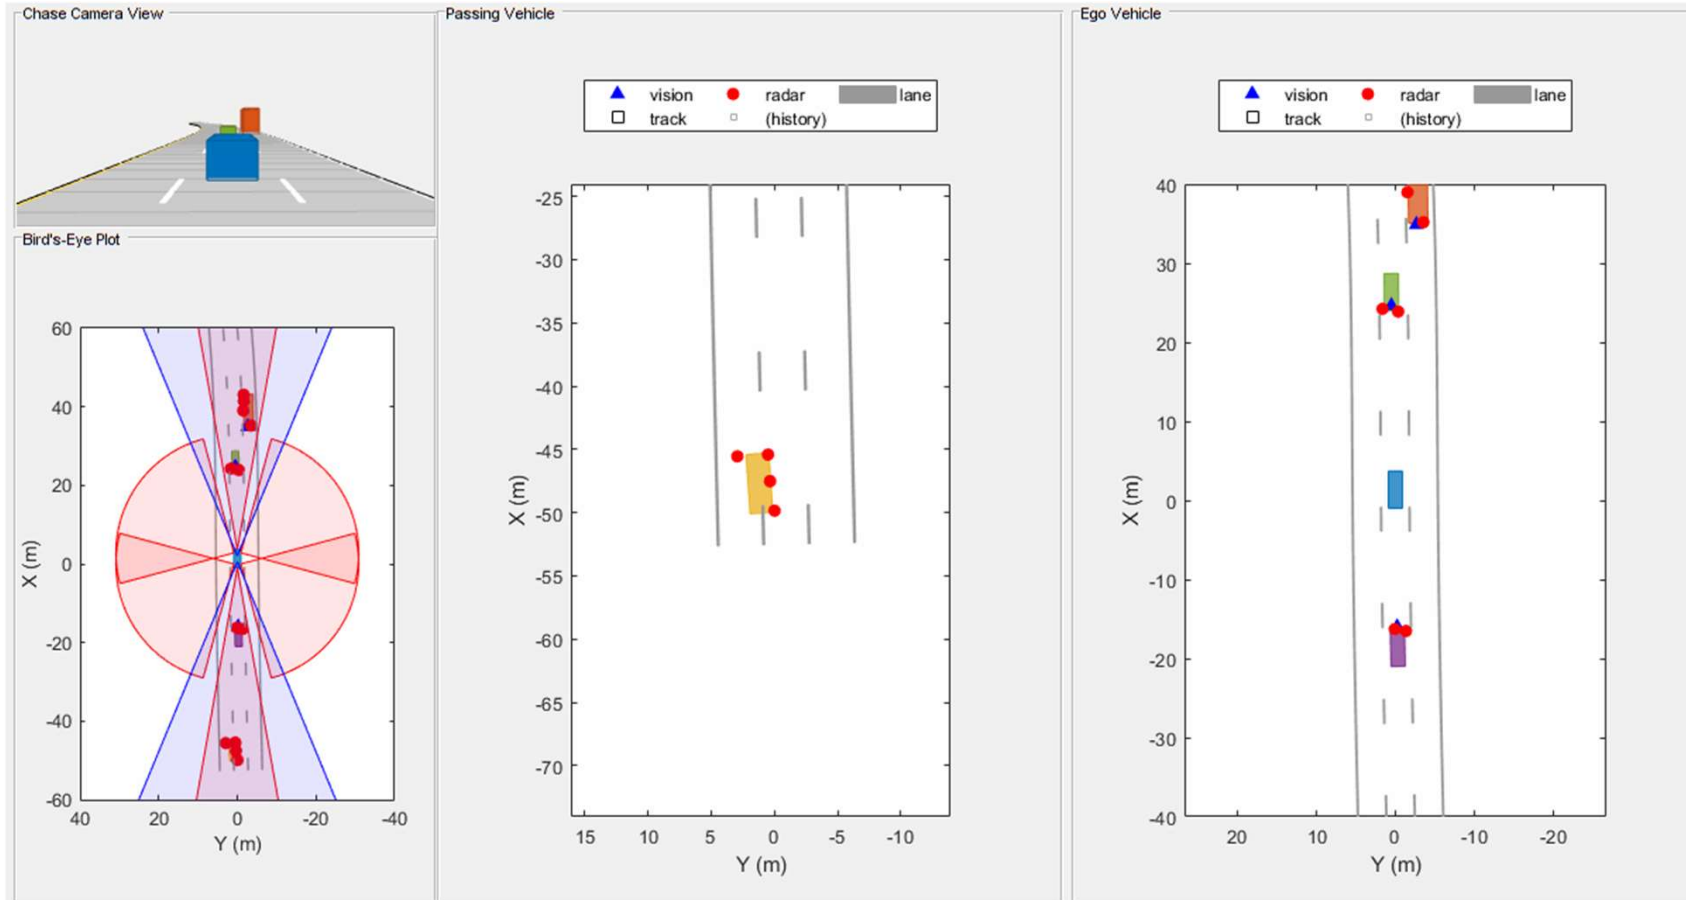 Chase Camera View
Passing Vehicle
Ego Vehicle
vision radar lane
track (history)
vision radar lane
track (history)
Bird's-Eye Plot
60
40
20
0
-20
-40
-60
X (m)
40 20 0 -20 -40
Y (m)
-25
-30
-35
-40
-45
-50
-55
-60
-65
-70
X (m)
15 10 5 0 -5 -10
Y (m)
40
30
20
10
0
-10
-20
-30
-40
X (m)
20 10 0 -10 -20
Y (m)